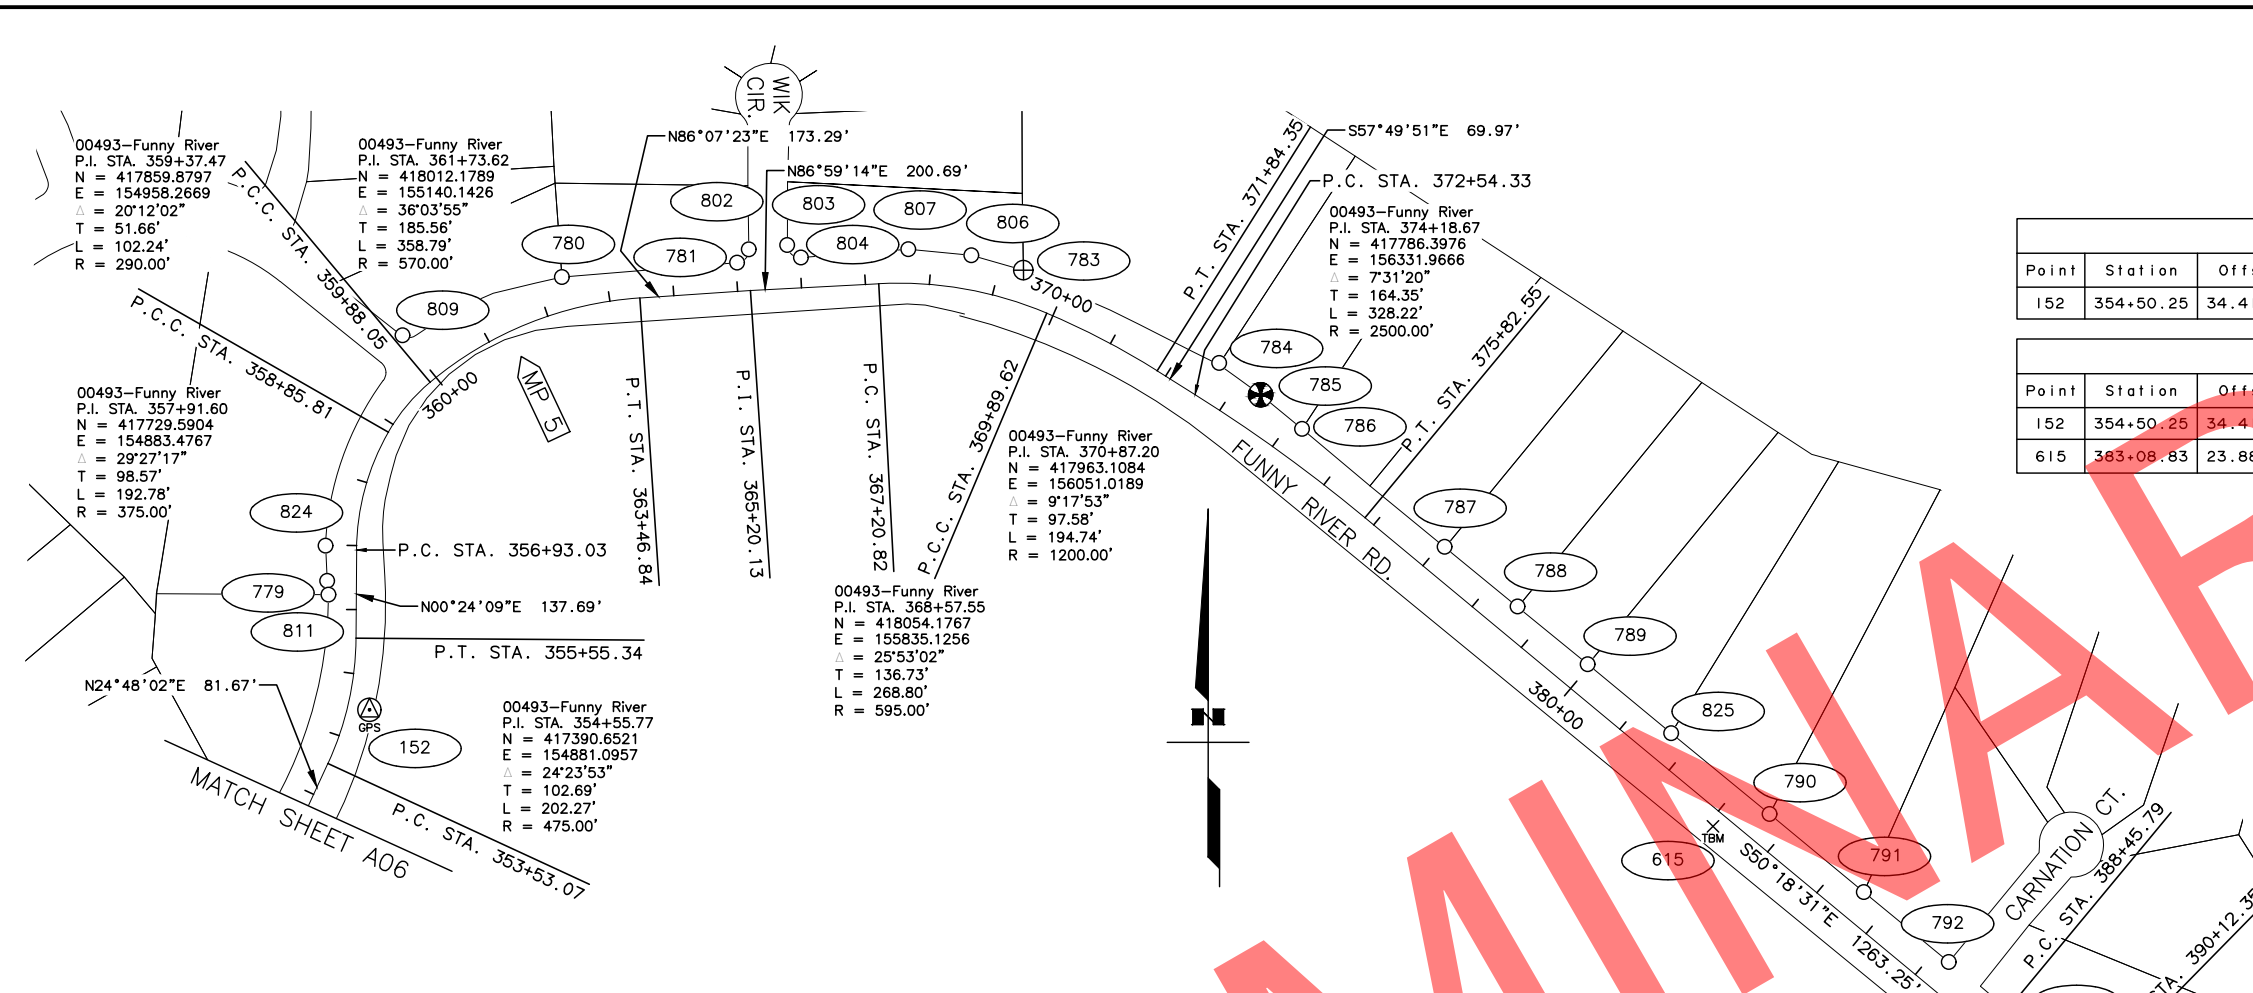 WIK
CIR.
00493-Funny River
P.I. STA. 359+37.47
N = 417859.8797
E = 154958.2669
Δ = 20°12'02"
T = 51.66'
L = 102.24'
R = 290.00'
00493-Funny River
P.I. STA. 361+73.62
N = 418012.1789
E = 155140.1426
Δ = 36°03'55"
T = 185.56'
L = 358.79'
R = 570.00'
N86°07'23"E 173.29'
N86°59'14"E 200.69'
S57°49'51"E 69.97'
P.C. STA. 372+54.33
P.T. STA. 371+84.35
00493-Funny River
P.I. STA. 374+18.67
N = 417786.3976
E = 156331.9666
Δ = 7°31'20"
T = 164.35'
L = 328.22'
R = 2500.00'
P.C.C. STA. 359+88.05
P.C.C. STA. 358+85.81
802
803
807
806
780
781
804
783
809
370+00
784
785
786
P.T. STA. 375+82.55
Point Station Off
152 354+50.25 34.4
Point Station Off
152 354+50.25 34.4
615 383+08.83 23.88
360+00
MP 5
P.T. STA. 363+46.84
P.I. STA. 365+20.13
P.C. STA. 367+20.82
P.C.C. STA. 369+89.62
00493-Funny River
P.I. STA. 357+91.60
N = 417729.5904
E = 154883.4767
Δ = 29°27'17"
T = 98.57'
L = 192.78'
R = 375.00'
00493-Funny River
P.I. STA. 370+87.20
N = 417963.1084
E = 156051.0189
Δ = 9°17'53"
T = 97.58'
L = 194.74'
R = 1200.00'
FUNNY RIVER RD.
787
824
P.C. STA. 356+93.03
788
779
N00°24'09"E 137.69'
811
789
P.T. STA. 355+55.34
00493-Funny River
P.I. STA. 368+57.55
N = 418054.1767
E = 155835.1256
Δ = 25°53'02"
T = 136.73'
L = 268.80'
R = 595.00'
N24°48'02"E 81.67'
GPS
152
00493-Funny River
P.I. STA. 354+55.77
N = 417390.6521
E = 154881.0957
Δ = 24°23'53"
T = 102.69'
L = 202.27'
R = 475.00'
N
380+00
825
790
MATCH SHEET A06
P.C. STA. 353+53.07
TBM
615
791
S50°18'31"E 1263.25'
792
CARNATION CT.
P.C. STA. 388+45.79
STA. 390+12.35
MINAR